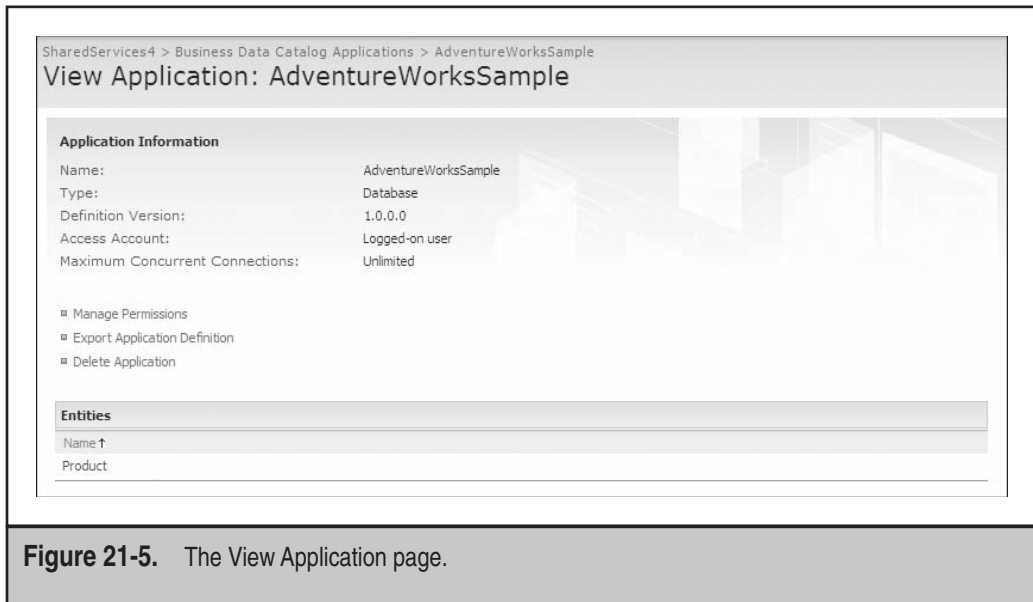 SharedServices4 > Business Data Catalog Applications > AdventureWorksSample
View Application: AdventureWorksSample
Application Information
Name: AdventureWorksSample
Type: Database
Definition Version: 1.0.0.0
Access Account: Logged-on user
Maximum Concurrent Connections: Unlimited
Manage Permissions
Export Application Definition
Delete Application
Entities
Name↑
Product
Figure 21-5. The View Application page.